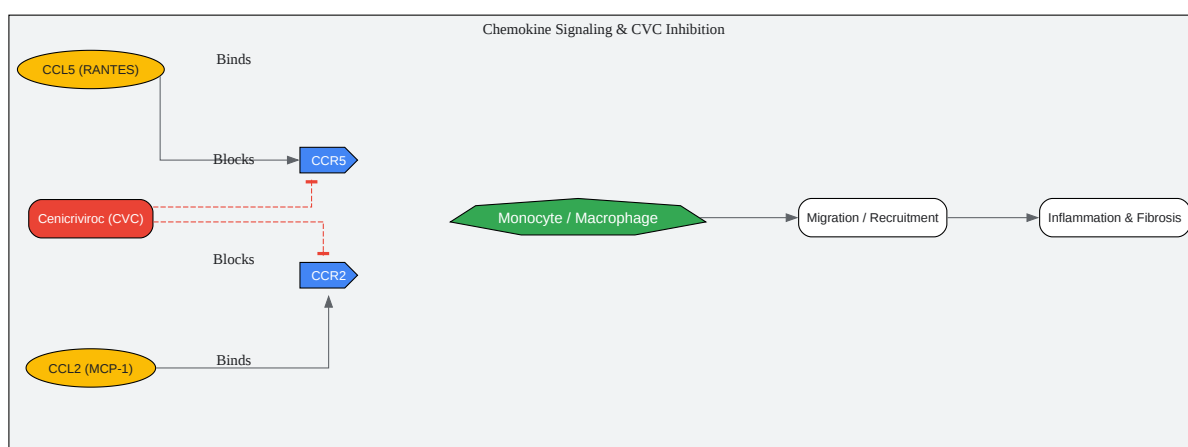 Chemokine Signaling & CVC Inhibition
Binds
CCL5 (RANTES)
Blocks
CCR5
Cenicriviroc (CVC)
Monocyte / Macrophage
Migration / Recruitment
Inflammation & Fibrosis
Blocks
CCR2
Binds
CCL2 (MCP-1)